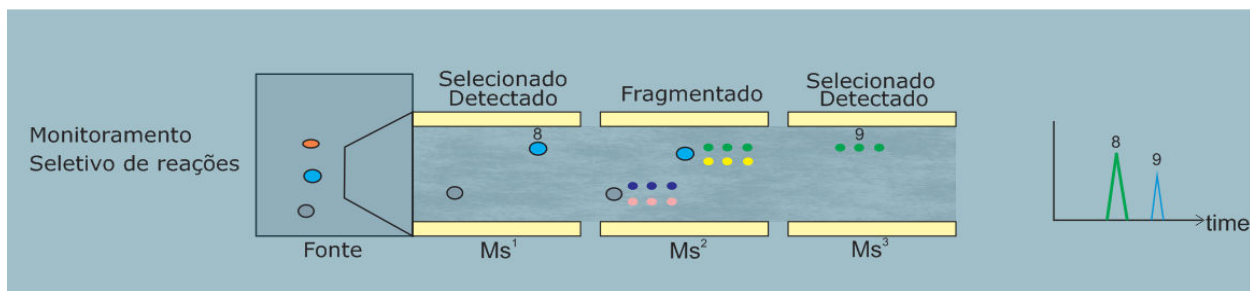 Monitoramento
Seletivo de reações
Selecionado
Detectado
Fragmentado
Selecionado
Detectado
8
9
Fonte
Ms¹
Ms²
Ms³
8
9
time